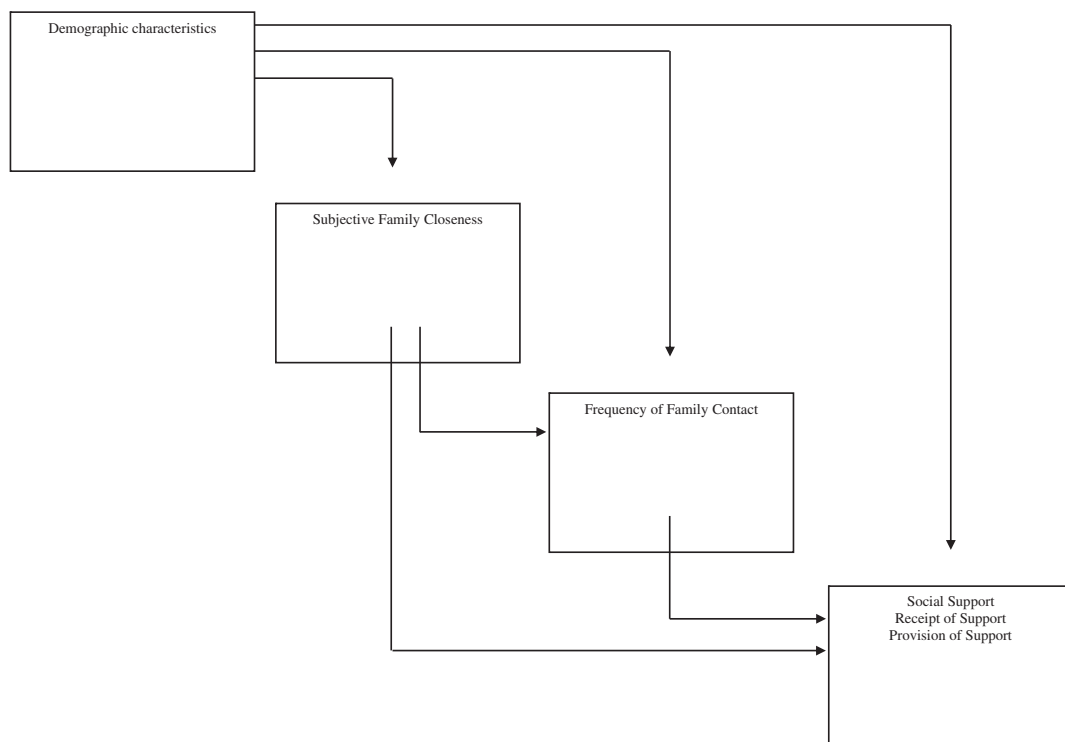 Demographic characteristics
Subjective Family Closeness
Frequency of Family Contact
Social Support
Receipt of Support
Provision of Support